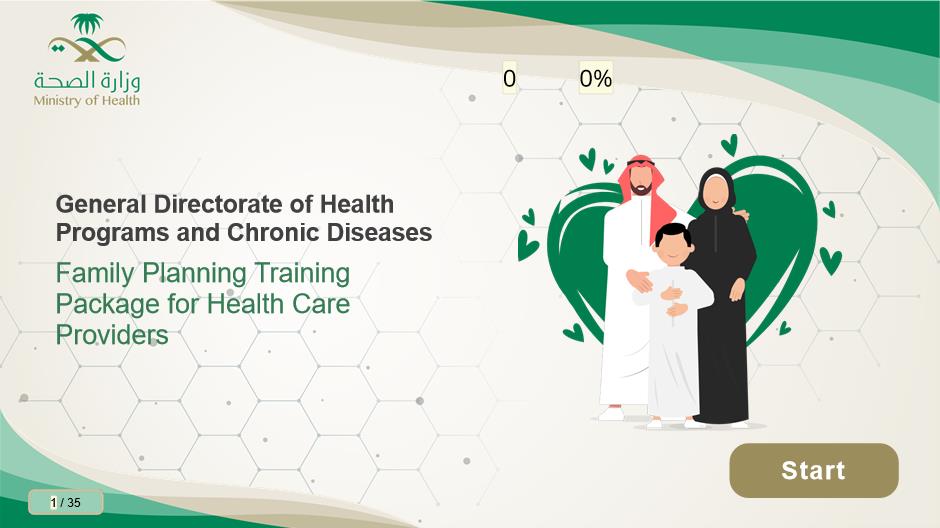 وزارة الصحة
Ministry of Health
0 0%
General Directorate of Health
Programs and Chronic Diseases
Family Planning Training
Package for Health Care
Providers
Start
1 / 35